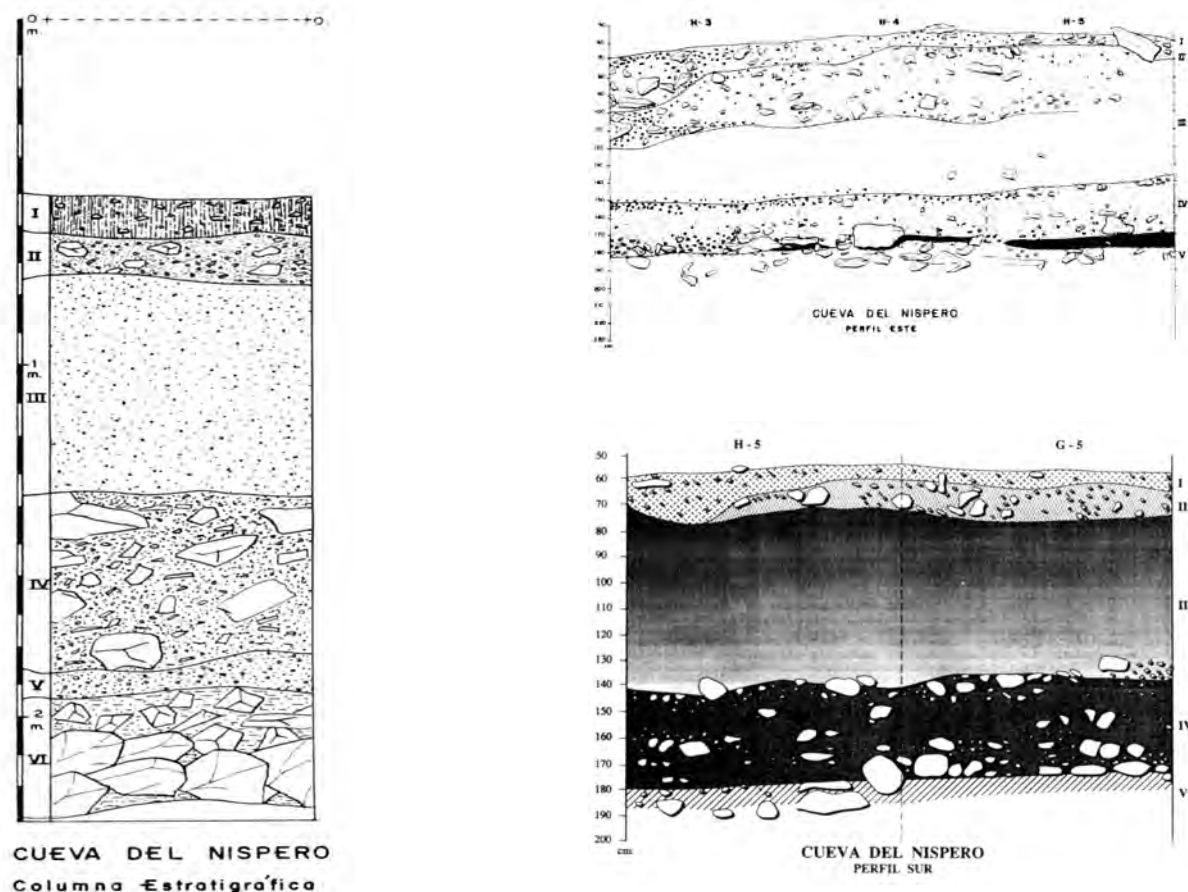 O
m.
O
I
II
1
m.
III
IV
V
2
m.
VI
CUEVA DEL NISPERO
Columna Estratigráfica
H-3 H-4 H-5
I
II
III
IV
V
CUEVA DEL NISPERO
PERFIL ESTE
H-5 G-5
50
60
70
80
90
100
110
120
130
140
150
160
170
180
190
200
cm
I
II
II
IV
V
CUEVA DEL NISPERO
PERFIL SUR